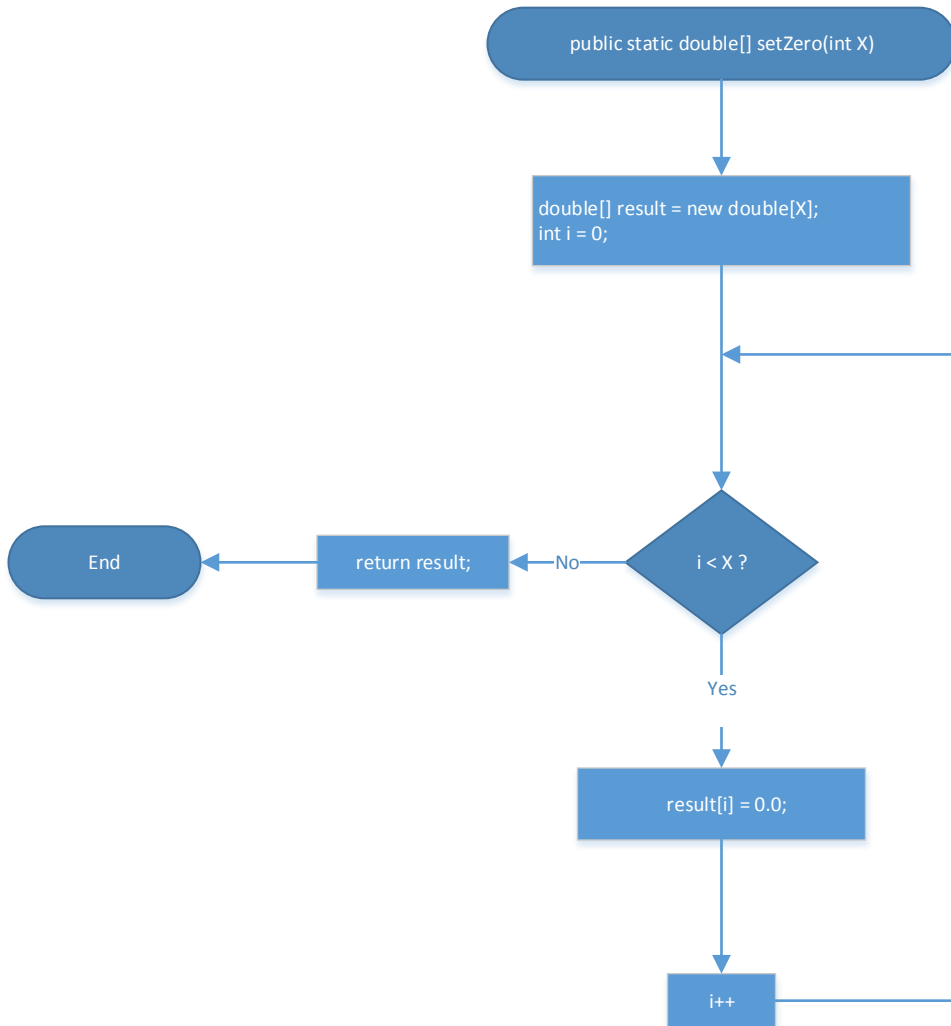 public static double[] setZero(int X)
double[] result = new double[X];
int i = 0;
i < X ?
No
return result;
End
Yes
result[i] = 0.0;
i++